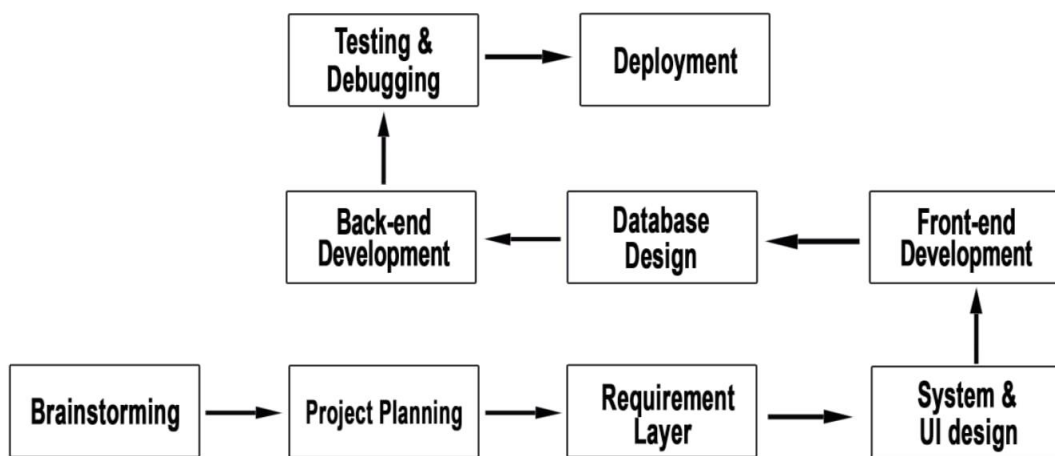 Testing &
Debugging
Deployment
Back-end
Development
Database
Design
Front-end
Development
Brainstorming
Project Planning
Requirement
Layer
System &
UI design